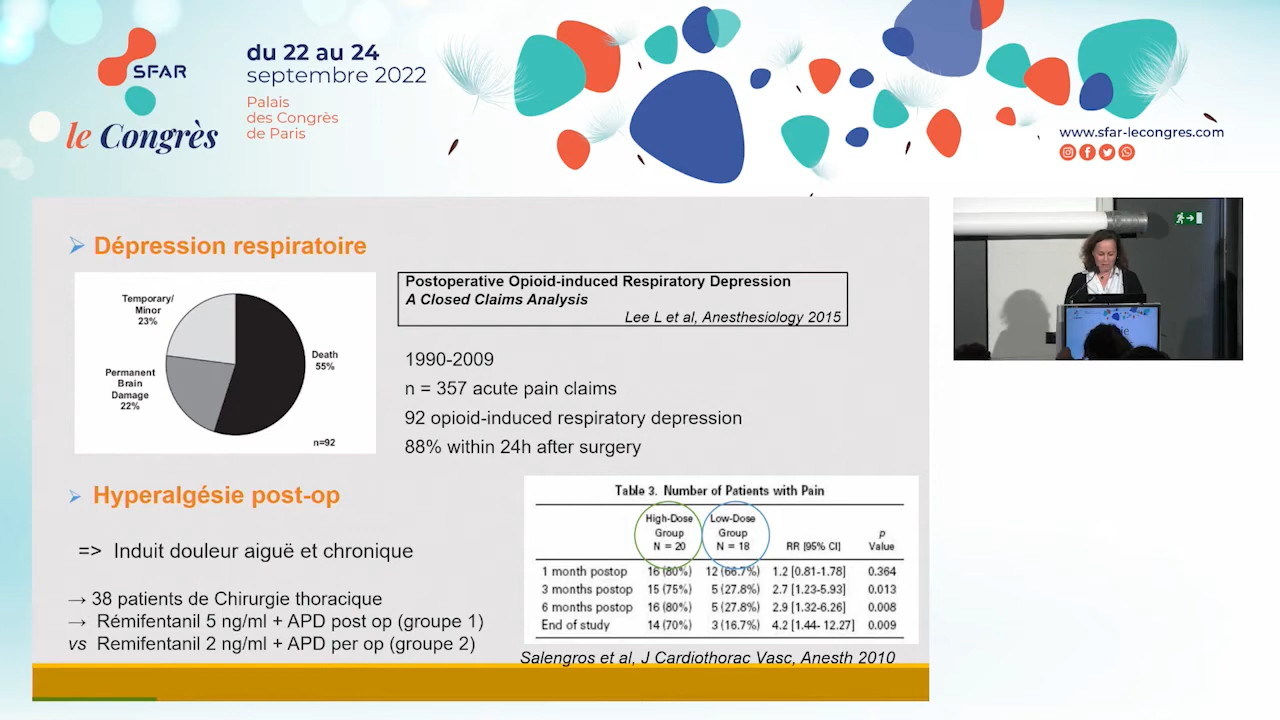 SFAR
le Congrès
du 22 au 24
septembre 2022
Palais
des Congrès
de Paris
www.sfar-lecongres.com
Dépression respiratoire
Temporary/
Minor
23%
Death
55%
Permanent
Brain
Damage
22%
n=92
Postoperative Opioid-induced Respiratory Depression
A Closed Claims Analysis
Lee L et al, Anesthesiology 2015
1990-2009
n = 357 acute pain claims
92 opioid-induced respiratory depression
88% within 24h after surgery
Hyperalgésie post-op
=> Induit douleur aiguë et chronique
→ 38 patients de Chirurgie thoracique
→ Rémifentanil 5 ng/ml + APD post op (groupe 1)
vs Remifentanil 2 ng/ml + APD per op (groupe 2)
Table 3. Number of Patients with Pain
High-Dose Group N = 20 Low-Dose Group N = 18 RR [95% CI] p Value
1 month postop 16 (80%) 12 (66.7%) 1.2 [0.81-1.78] 0.364
3 months postop 15 (75%) 5 (27.8%) 2.7 [1.23-5.93] 0.013
6 months postop 16 (80%) 5 (27.8%) 2.9 [1.32-6.26] 0.008
End of study 14 (70%) 3 (16.7%) 4.2 [1.44- 12.27] 0.009
Salengros et al, J Cardiothorac Vasc, Anesth 2010